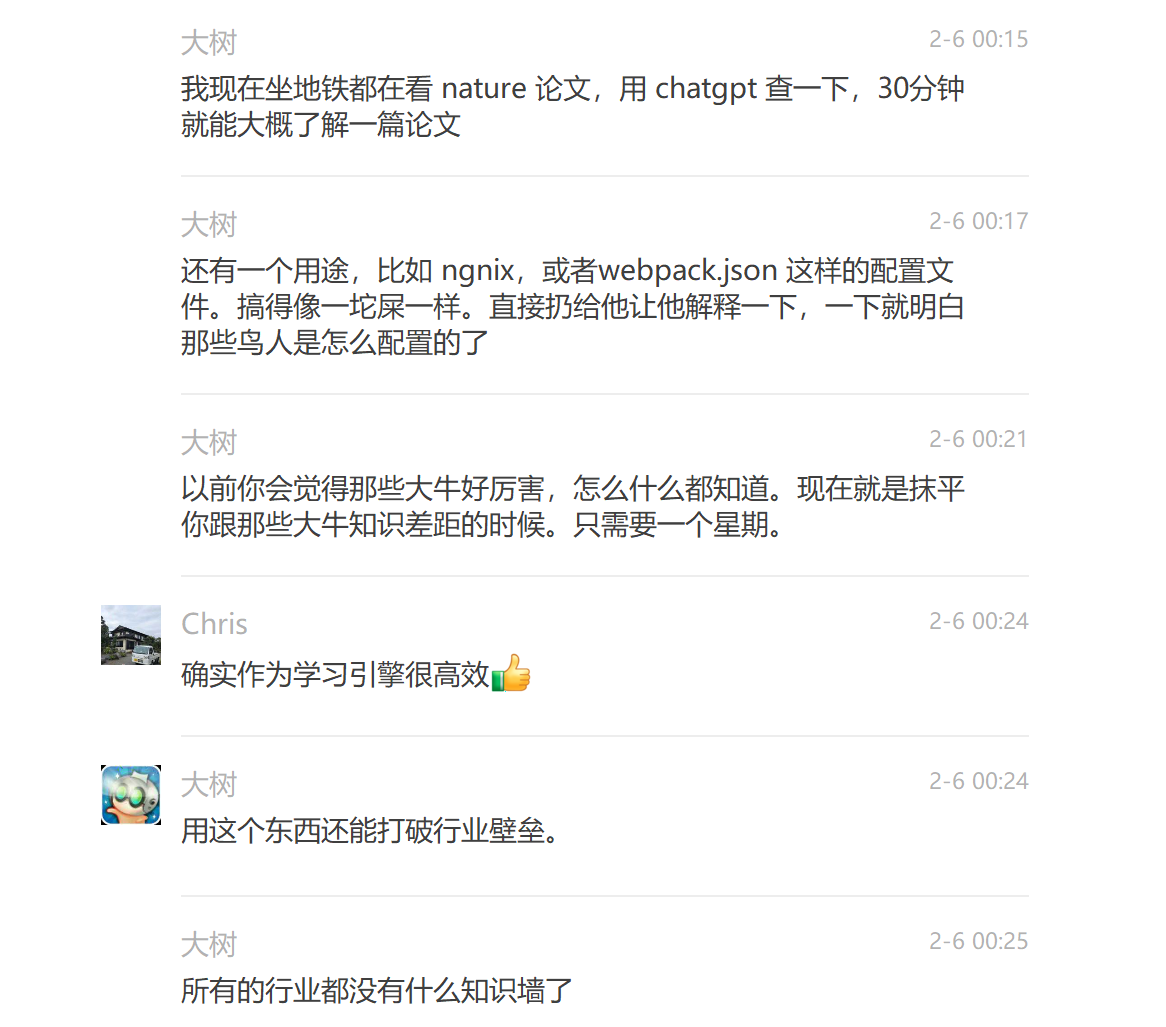 大树 2-6 00:15
我现在坐地铁都在看 nature 论文，用 chatgpt 查一下，30分钟
就能大概了解一篇论文
大树 2-6 00:17
还有一个用途，比如 ngnix，或者webpack.json 这样的配置文
件。搞得像一坨屎一样。直接扔给他让他解释一下，一下就明白
那些鸟人是怎么配置的了
大树 2-6 00:21
以前你会觉得那些大牛好厉害，怎么什么都知道。现在就是抹平
你跟那些大牛知识差距的时候。只需要一个星期。
Chris 2-6 00:24
确实作为学习引擎很高效👍
大树 2-6 00:24
用这个东西还能打破行业壁垒。
大树 2-6 00:25
所有的行业都没有什么知识墙了